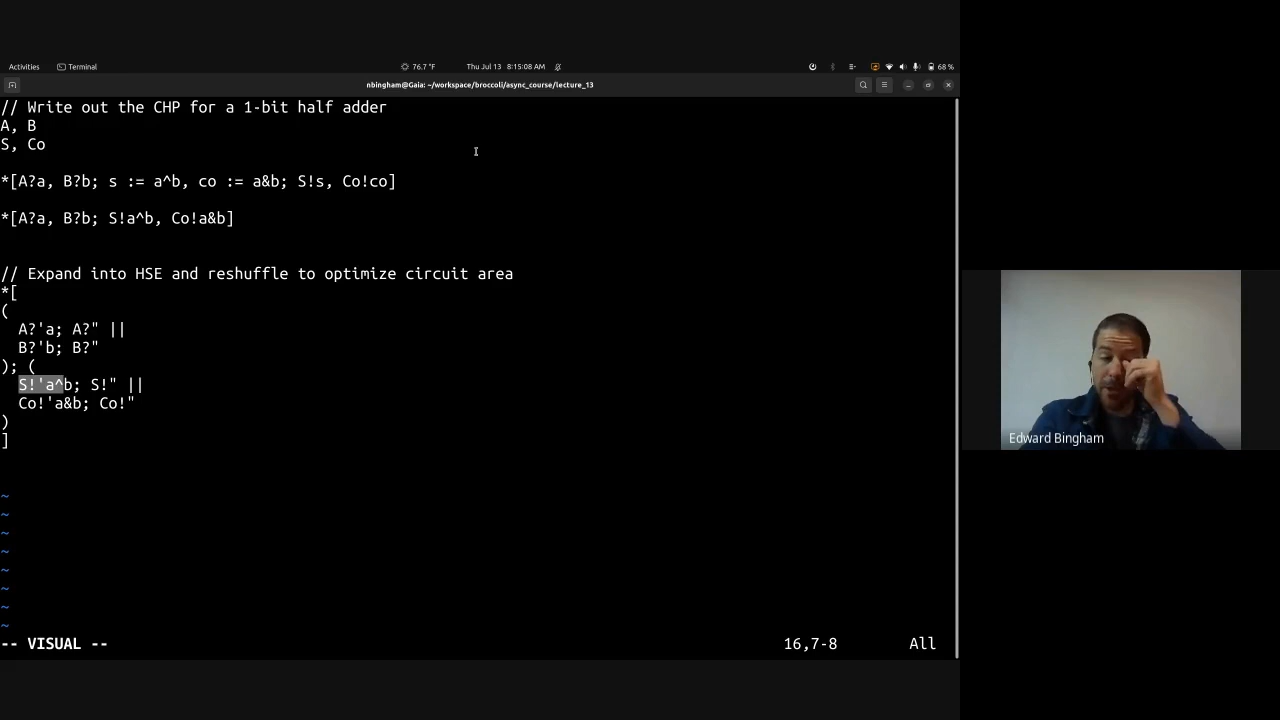 Activities Terminal 76.7 °F Thu Jul 13 8:15:08 AM 68 %
nbingham@Gaia: ~/workspace/broccoli/async_course/lecture_13
// Write out the CHP for a 1-bit half adder
A, B
S, Co
*[A?a, B?b; s := a^b, co := a&b; S!s, Co!co]
*[A?a, B?b; S!a^b, Co!a&b]
// Expand into HSE and reshuffle to optimize circuit area
*[
(
A?'a; A?" ||
B?'b; B?"
); (
S!'a^b; S!" ||
Co!'a&b; Co!"
)
]
~
~
~
~
~
~
~
~
-- VISUAL -- 16,7-8 All
Edward Bingham